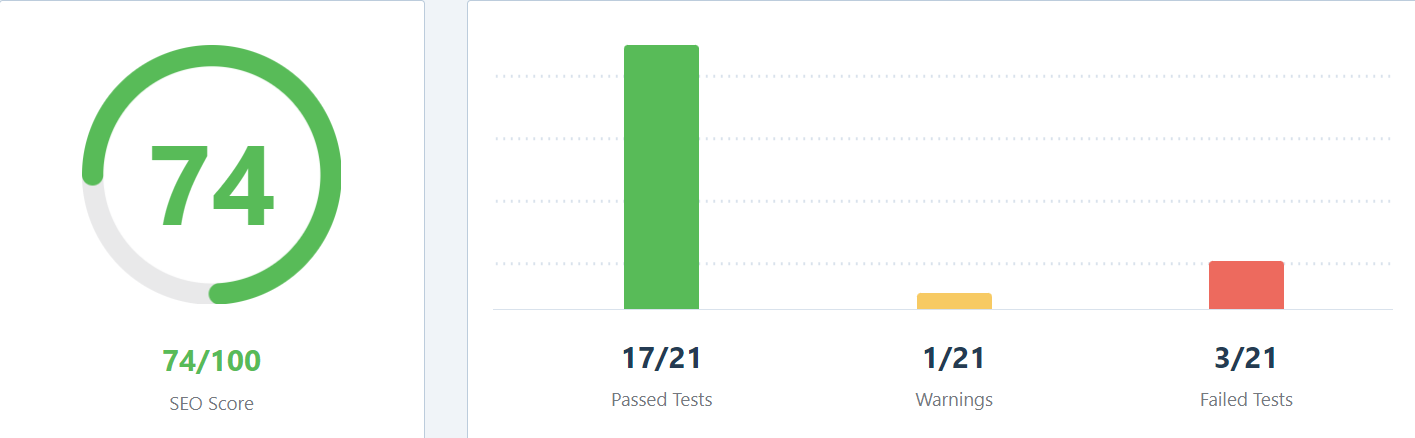 74
74/100
SEO Score
17/21
Passed Tests
1/21
Warnings
3/21
Failed Tests